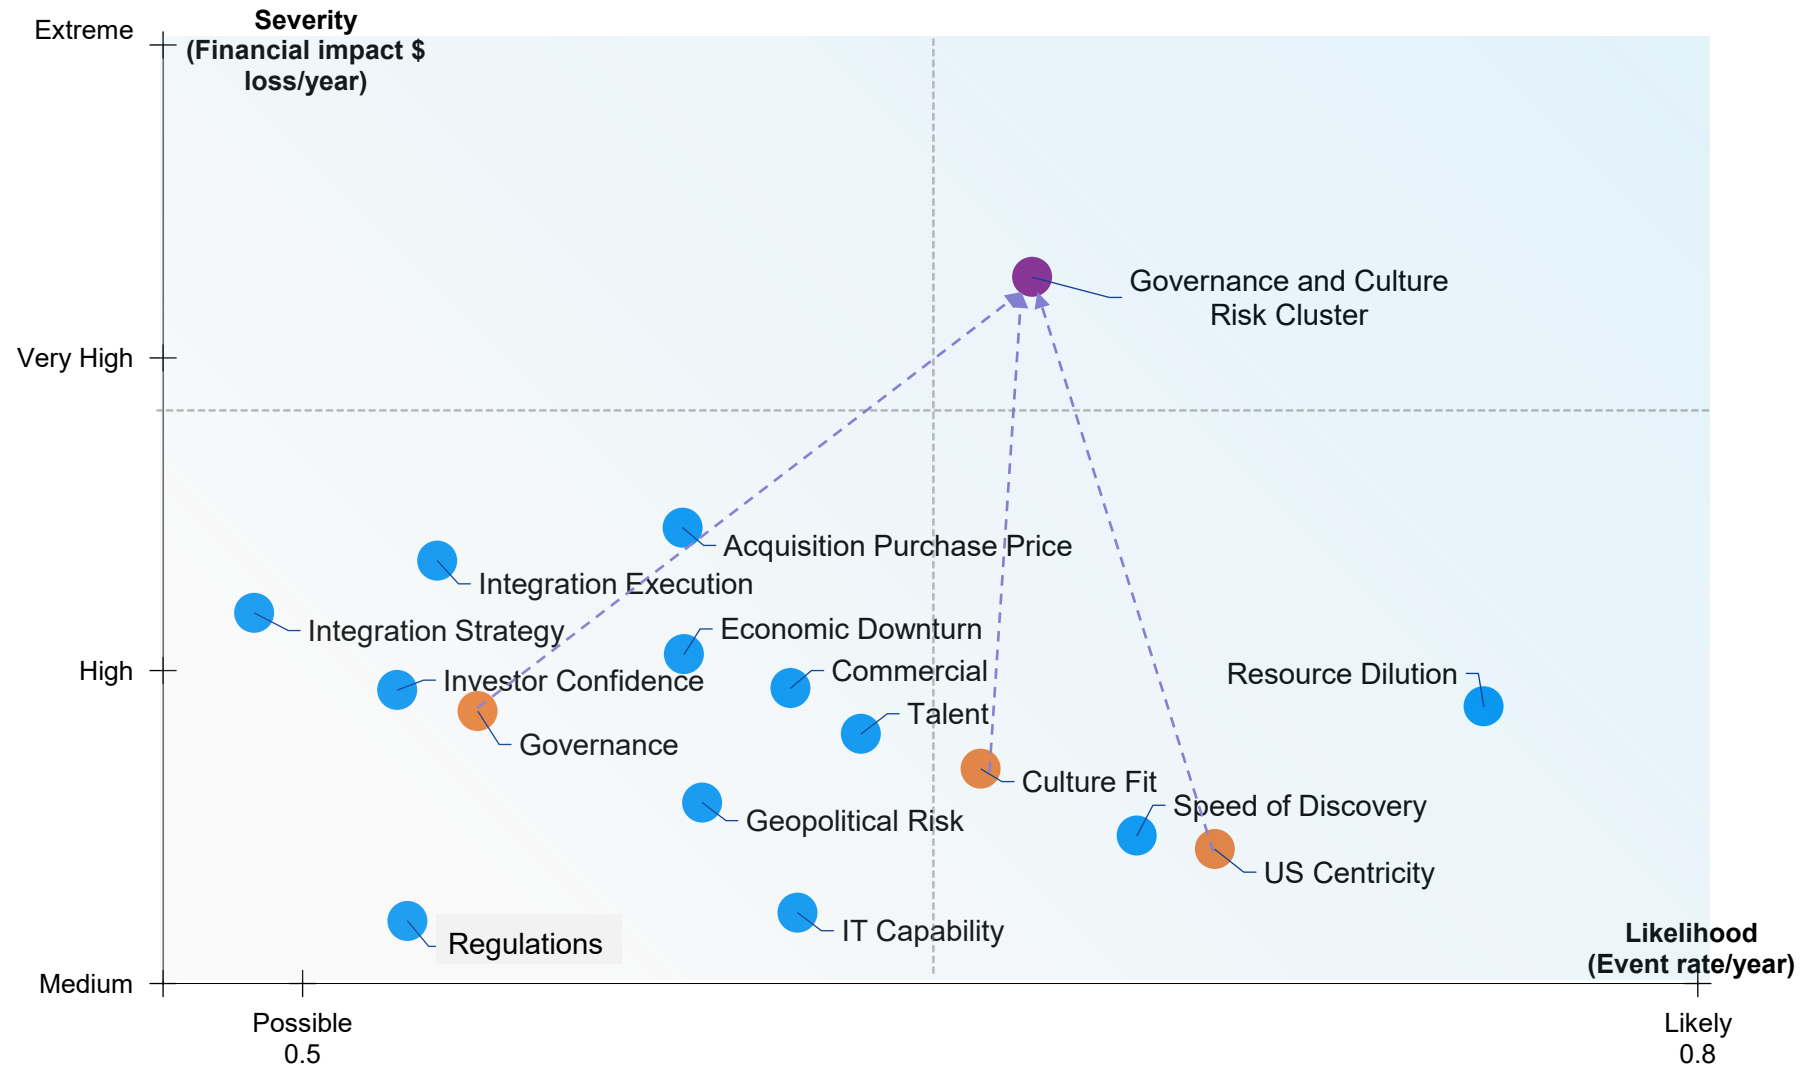 Extreme
Severity
(Financial impact $
loss/year)
Governance and Culture
Risk Cluster
Very High
Acquisition Purchase Price
Integration Execution
Integration Strategy
Economic Downturn
High
Commercial
Resource Dilution
Investor Confidence
Talent
Governance
Culture Fit
Speed of Discovery
Geopolitical Risk
US Centricity
IT Capability
Regulations
Likelihood
(Event rate/year)
Medium
Possible
0.5
Likely
0.8